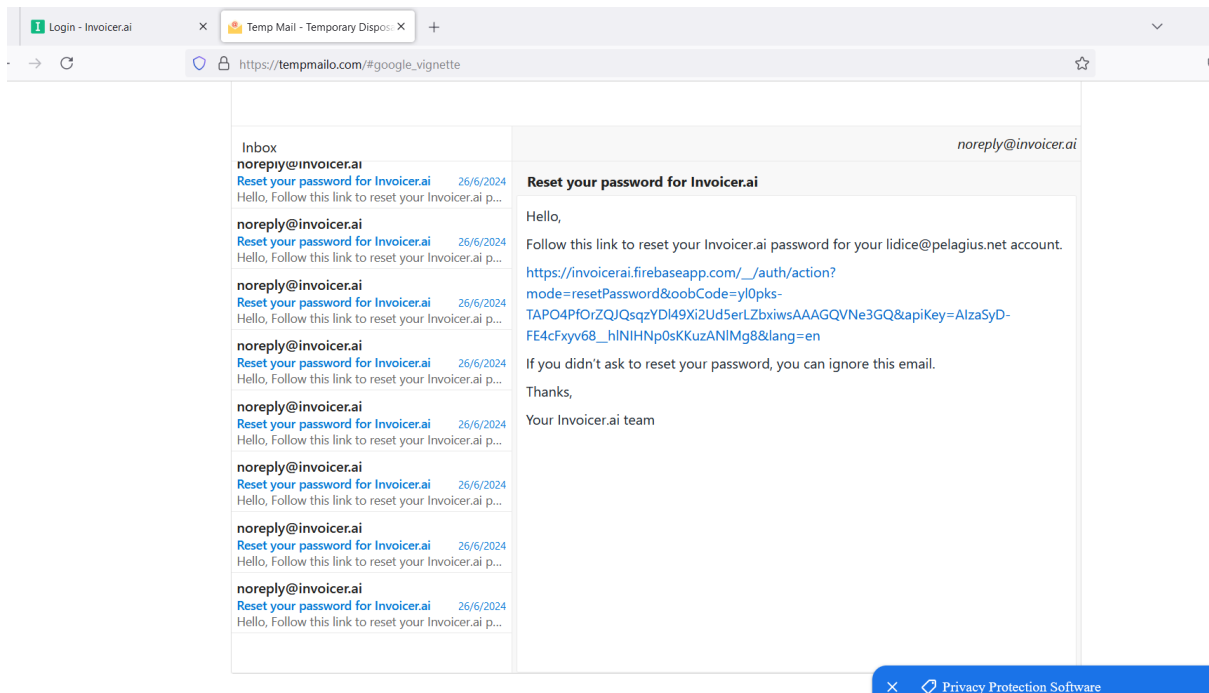 Login - Invoicer.ai
Temp Mail - Temporary Dispos
https://tempmailo.com/#google_vignette
Inbox
noreply@invoicer.ai
Reset your password for Invoicer.ai 26/6/2024
Hello, Follow this link to reset your Invoicer.ai p...
noreply@invoicer.ai
Reset your password for Invoicer.ai 26/6/2024
Hello, Follow this link to reset your Invoicer.ai p...
noreply@invoicer.ai
Reset your password for Invoicer.ai 26/6/2024
Hello, Follow this link to reset your Invoicer.ai p...
noreply@invoicer.ai
Reset your password for Invoicer.ai 26/6/2024
Hello, Follow this link to reset your Invoicer.ai p...
noreply@invoicer.ai
Reset your password for Invoicer.ai 26/6/2024
Hello, Follow this link to reset your Invoicer.ai p...
noreply@invoicer.ai
Reset your password for Invoicer.ai 26/6/2024
Hello, Follow this link to reset your Invoicer.ai p...
noreply@invoicer.ai
Reset your password for Invoicer.ai 26/6/2024
Hello, Follow this link to reset your Invoicer.ai p...
noreply@invoicer.ai
Reset your password for Invoicer.ai 26/6/2024
Hello, Follow this link to reset your Invoicer.ai p...
noreply@invoicer.ai
Reset your password for Invoicer.ai
Hello,
Follow this link to reset your Invoicer.ai password for your lidice@pelagius.net account.
https://invoicerai.firebaseapp.com/__/auth/action?
mode=resetPassword&oobCode=yl0pks-
TAPO4PfOrZQJQsqzYDl49Xi2Ud5erLZbxiwsAAAGQVNe3GQ&apiKey=AIzaSyD-
FE4cFxyv68__hlNIHNp0sKKuzANlMg8&lang=en
If you didn't ask to reset your password, you can ignore this email.
Thanks,
Your Invoicer.ai team
Privacy Protection Software